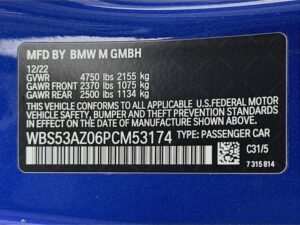 MFD BY BMW M GMBH
12/22
GVWR 4750 lbs 2155 kg
GAWR FRONT 2370 lbs 1075 kg
GAWR REAR 2500 lbs 1134 kg
THIS VEHICLE CONFORMS TO ALL APPLICABLE
U.S. FEDERAL MOTOR VEHICLE SAFETY, BUMPER
AND THEFT PREVENTION STANDARDS IN EFFECT
ON THE DATE OF MANUFACTURE SHOWN ABOVE.
WBS53AZ06PCM53174 TYPE: PASSENGER CAR
C31/5
7 315 814